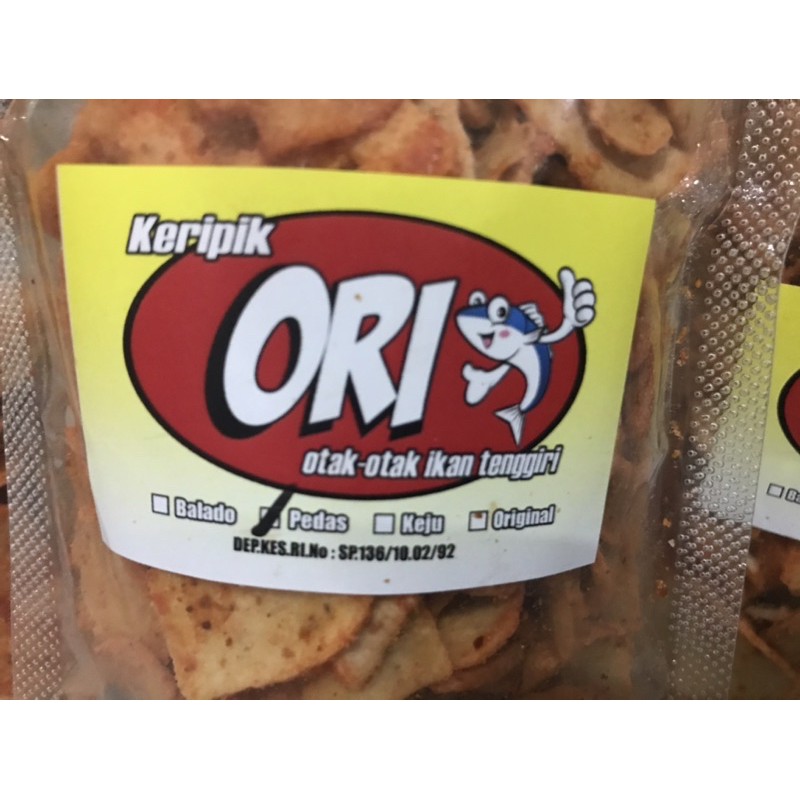 Keripik
ORI
otak-otak ikan tenggiri
Balado Pedas Keju Original
DEP.KES.RI.No : SP.136/10.02/92